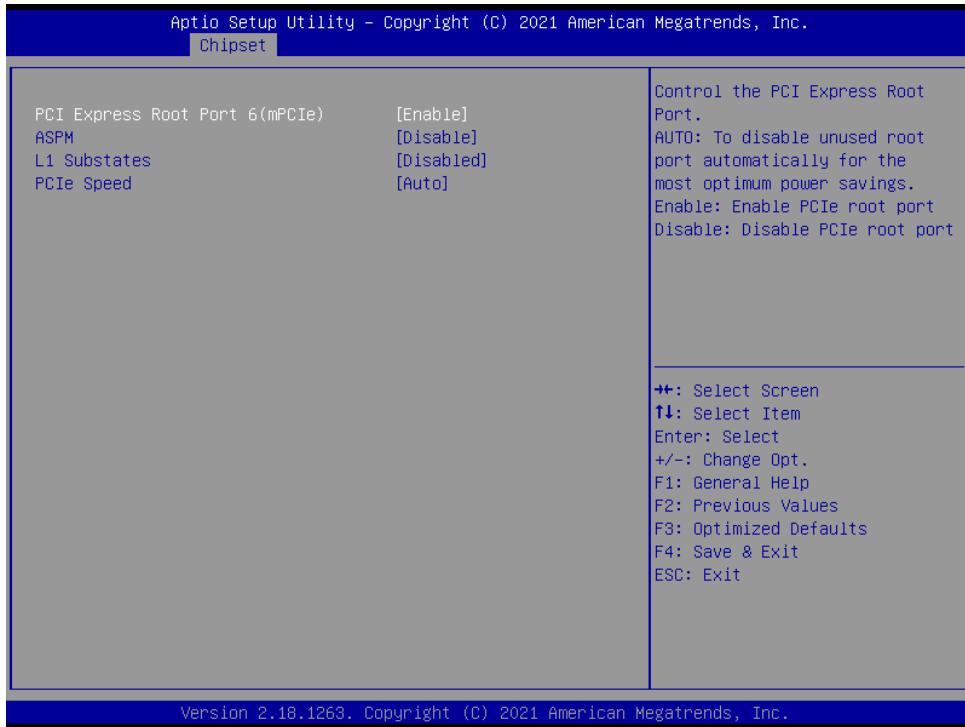 Aptio Setup Utility – Copyright (C) 2021 American Megatrends, Inc.
Chipset
PCI Express Root Port 6(mPCIe) [Enable]
ASPM [Disable]
L1 Substates [Disabled]
PCIe Speed [Auto]
Control the PCI Express Root
Port.
AUTO: To disable unused root
port automatically for the
most optimum power savings.
Enable: Enable PCIe root port
Disable: Disable PCIe root port
→←: Select Screen
↑↓: Select Item
Enter: Select
+/-: Change Opt.
F1: General Help
F2: Previous Values
F3: Optimized Defaults
F4: Save & Exit
ESC: Exit
Version 2.18.1263. Copyright (C) 2021 American Megatrends, Inc.